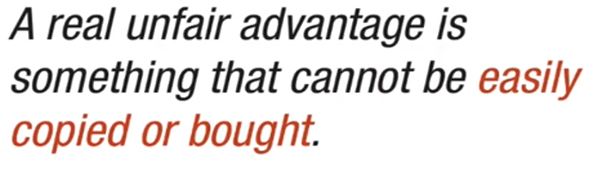 A real unfair advantage is
something that cannot be easily
copied or bought.